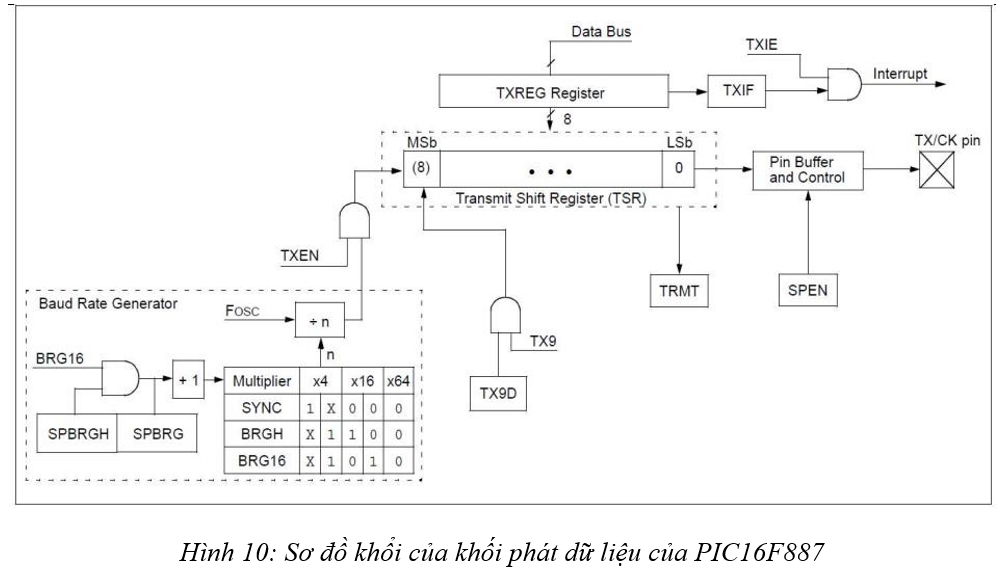 Data Bus
TXIE
Interrupt
TXREG Register
TXIF
8
MSb
LSb
TX/CK pin
(8)
• • •
0
Pin Buffer
and Control
Transmit Shift Register (TSR)
TXEN
TRMT
SPEN
Baud Rate Generator
FOSC
÷ n
n
TX9
BRG16
+ 1
TX9D
SPBRGH
SPBRG
Multiplier x4 x16 x64
SYNC 1 X 0 0 0
BRGH X 1 1 0 0
BRG16 X 1 0 1 0
Hình 10: Sơ đồ khổi của khối phát dữ liệu của PIC16F887